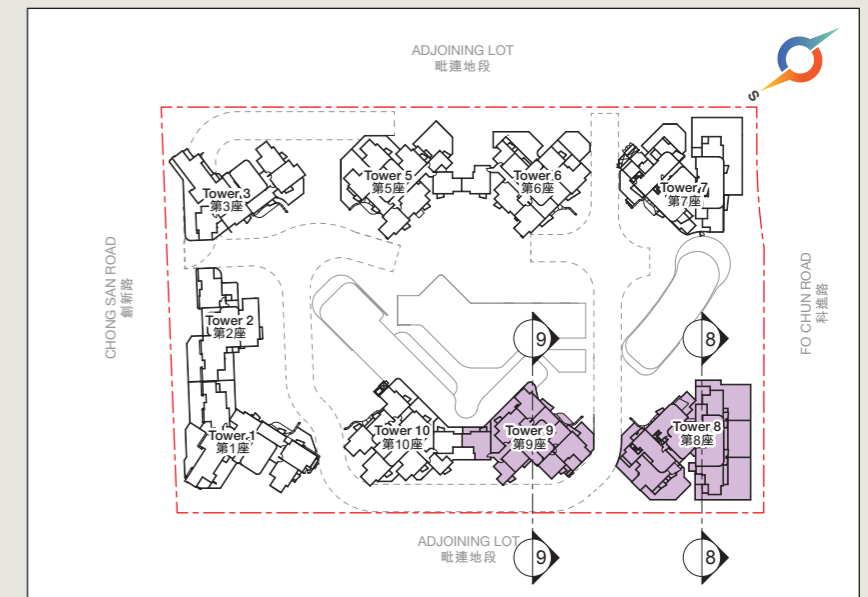 ADJOINING LOT
毗連地段
S
Tower 3
第3座
Tower 5
第5座
Tower 6
第6座
Tower 7
第7座
CHONG SAN ROAD
創新路
FO CHUN ROAD
科進路
Tower 2
第2座
9
8
Tower 1
第1座
Tower 10
第10座
Tower 9
第9座
Tower 8
第8座
ADJOINING LOT
毗連地段
9
8